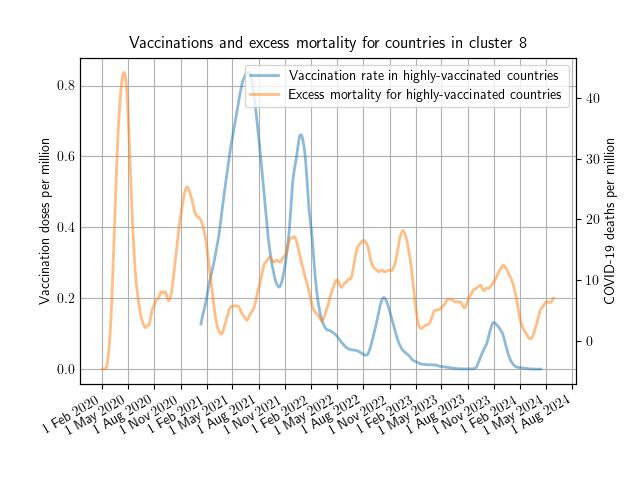 Vaccinations and excess mortality for countries in cluster 8
Vaccination rate in highly-vaccinated countries
Excess mortality for highly-vaccinated countries
Vaccination doses per million
0.8
0.6
0.4
0.2
0.0
COVID-19 deaths per million
40
30
20
10
0
1 Feb 2020
1 May 2020
1 Aug 2020
1 Nov 2020
1 Feb 2021
1 May 2021
1 Aug 2021
1 Nov 2021
1 Feb 2022
1 May 2022
1 Aug 2022
1 Nov 2022
1 Feb 2023
1 May 2023
1 Aug 2023
1 Nov 2023
1 Feb 2024
1 May 2024
1 Aug 2024